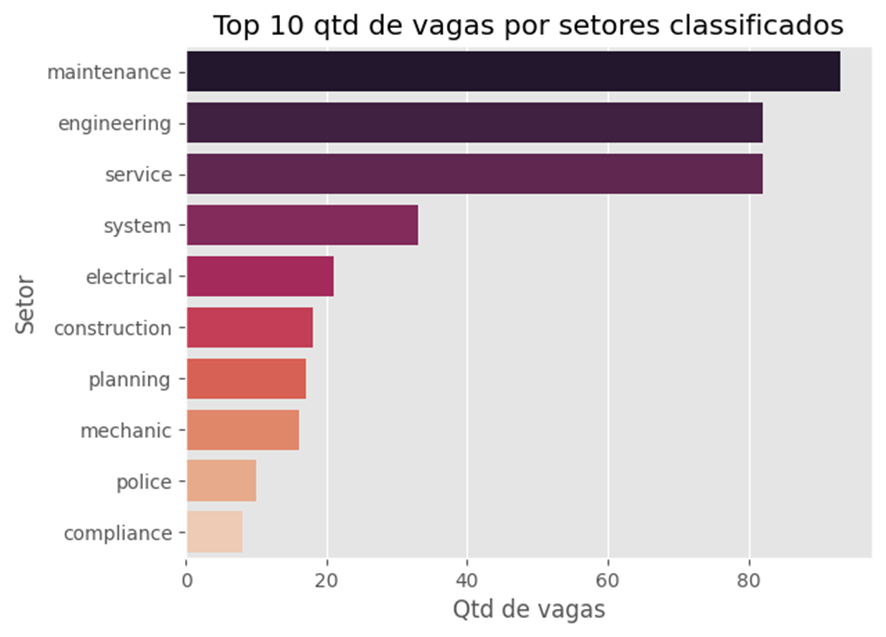 Top 10 qtd de vagas por setores classificados
maintenance
engineering
service
system
electrical
construction
planning
mechanic
police
compliance
Setor
0 20 40 60 80
Qtd de vagas